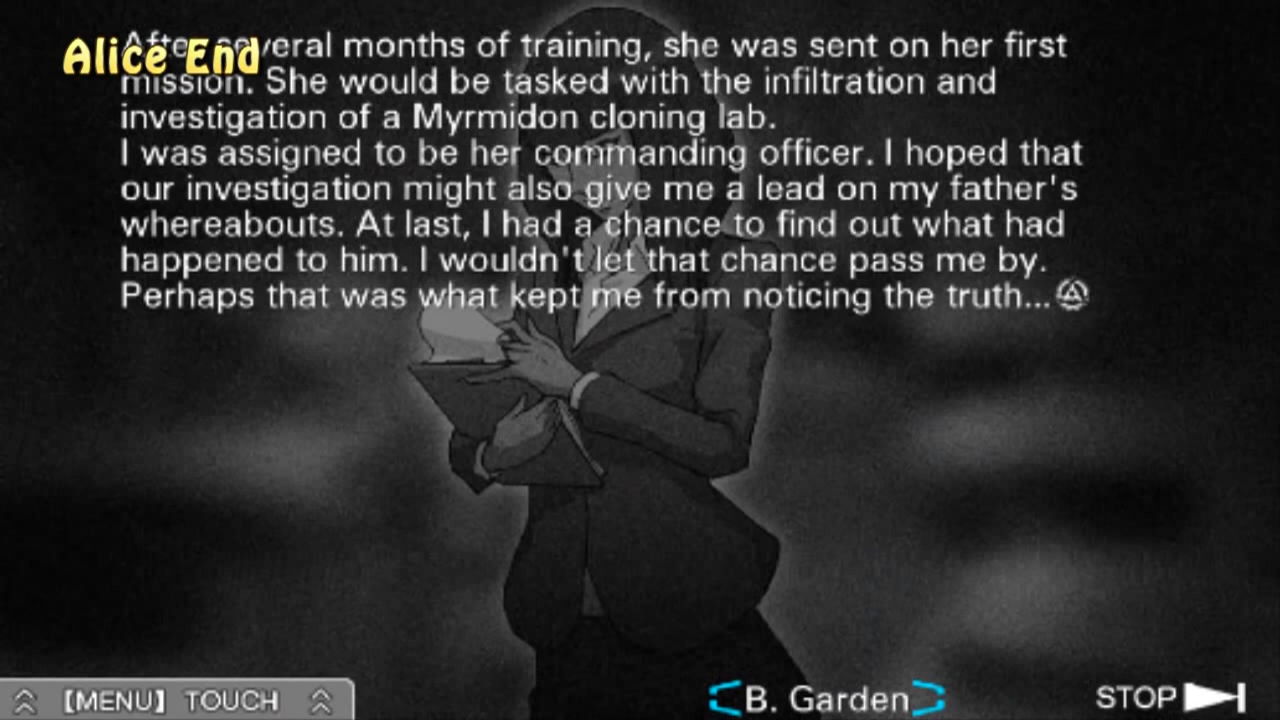 Alice End
After several months of training, she was sent on her first
mission. She would be tasked with the infiltration and
investigation of a Myrmidon cloning lab.
I was assigned to be her commanding officer. I hoped that
our investigation might also give me a lead on my father's
whereabouts. At last, I had a chance to find out what had
happened to him. I wouldn't let that chance pass me by.
Perhaps that was what kept me from noticing the truth...
【MENU】 TOUCH
B. Garden
STOP